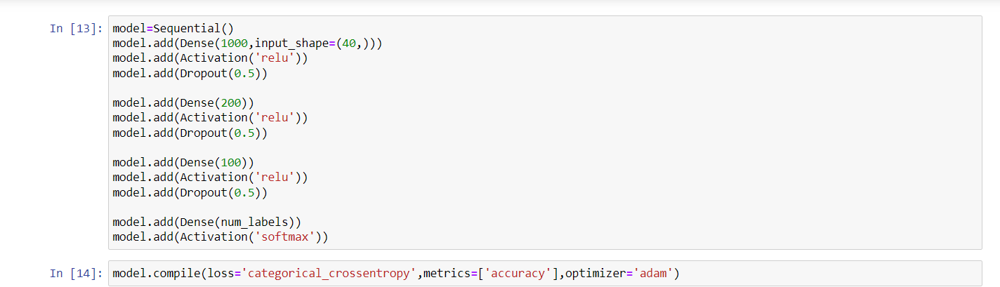 In [13]: model=Sequential()
model.add(Dense(1000,input_shape=(40,)))
model.add(Activation('relu'))
model.add(Dropout(0.5))
model.add(Dense(200))
model.add(Activation('relu'))
model.add(Dropout(0.5))
model.add(Dense(100))
model.add(Activation('relu'))
model.add(Dropout(0.5))
model.add(Dense(num_labels))
model.add(Activation('softmax'))
In [14]: model.compile(loss='categorical_crossentropy',metrics=['accuracy'],optimizer='adam')